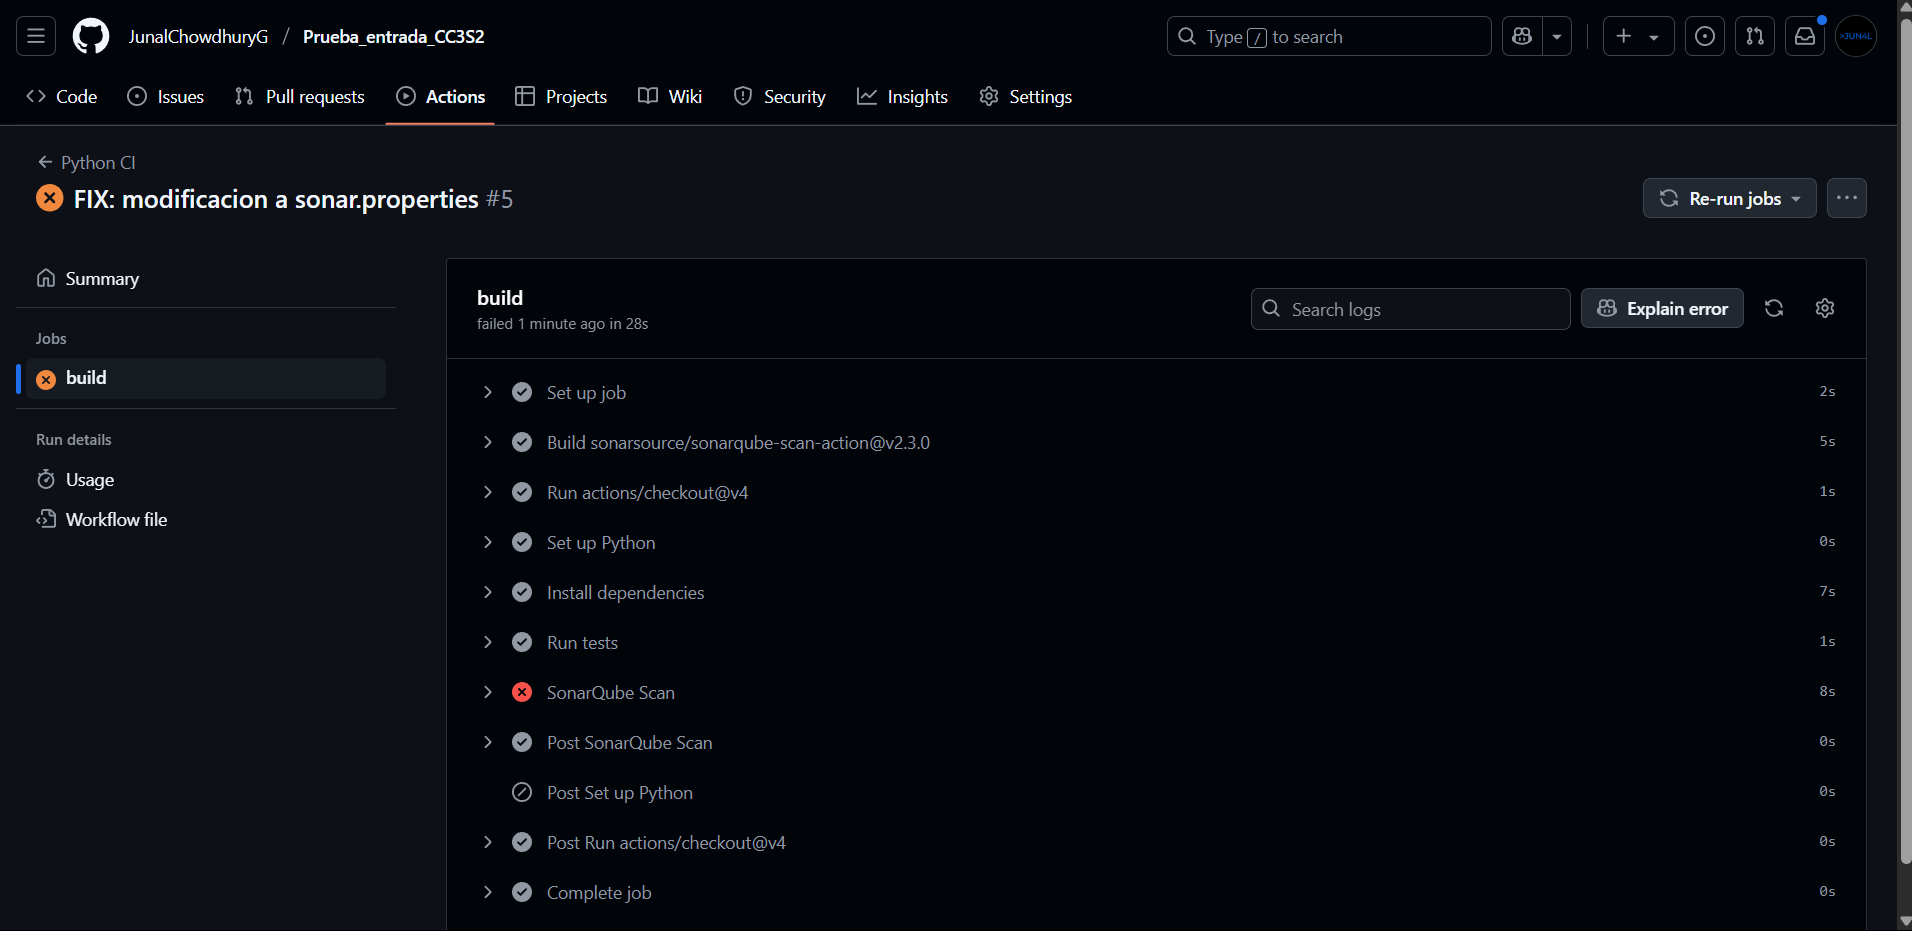 JunalChowdhuryG / Prueba_entrada_CC3S2
Type / to search
>JUN4L
Code Issues Pull requests Actions Projects Wiki Security Insights Settings
Python CI
FIX: modificacion a sonar.properties #5
Re-run jobs
Summary
Jobs
build
Run details
Usage
Workflow file
build
failed 1 minute ago in 28s
Search logs
Explain error
Set up job 2s
Build sonarsource/sonarqube-scan-action@v2.3.0 5s
Run actions/checkout@v4 1s
Set up Python 0s
Install dependencies 7s
Run tests 1s
SonarQube Scan 8s
Post SonarQube Scan 0s
Post Set up Python 0s
Post Run actions/checkout@v4 0s
Complete job 0s